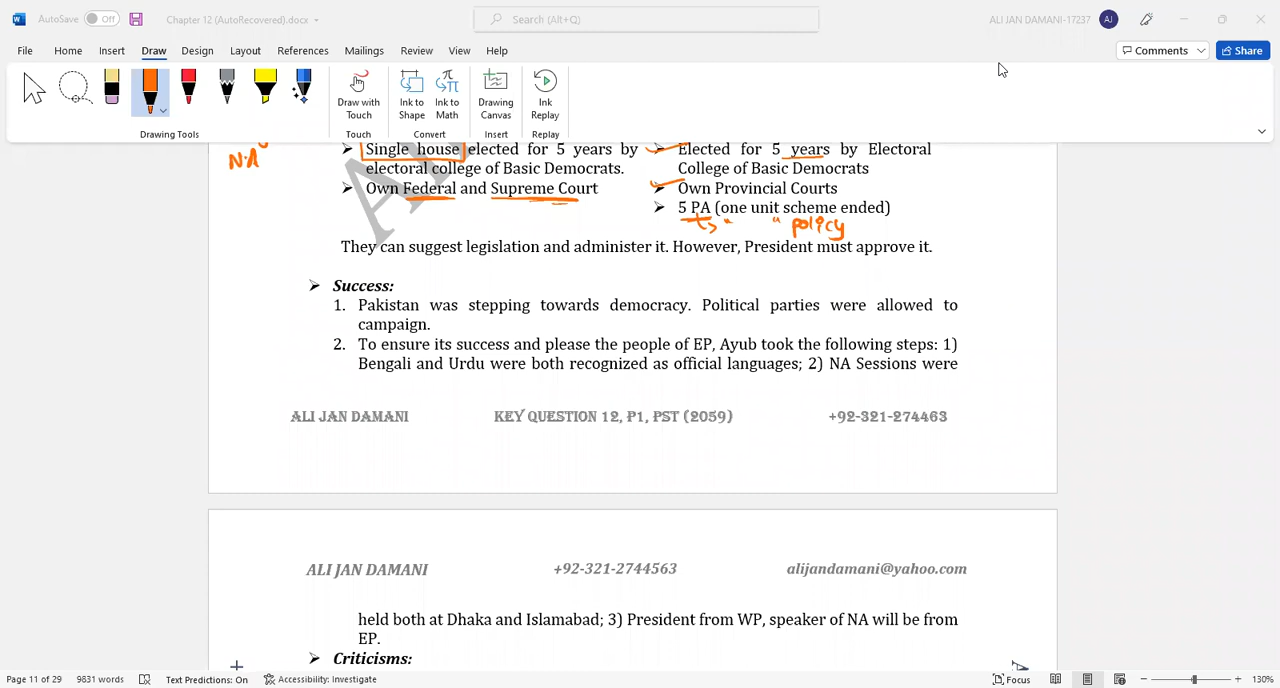 AutoSave Off Chapter 12 (AutoRecovered).docx Search (Alt+Q) ALI JAN DAMANI-17237 AJ
File Home Insert Draw Design Layout References Mailings Review View Help Comments Share
Draw with Touch Ink to Shape Ink to Math Drawing Canvas Ink Replay
Drawing Tools Touch Convert Insert Replay
N.A
Single house elected for 5 years by
electoral college of Basic Democrats.
Own Federal and Supreme Court
Elected for 5 years by Electoral
College of Basic Democrats
Own Provincial Courts
5 PA (one unit scheme ended)
" " policy
They can suggest legislation and administer it. However, President must approve it.
Success:
1. Pakistan was stepping towards democracy. Political parties were allowed to
campaign.
2. To ensure its success and please the people of EP, Ayub took the following steps: 1)
Bengali and Urdu were both recognized as official languages; 2) NA Sessions were
ALI JAN DAMANI KEY QUESTION 12, P1, PST (2059) +92-321-274463
ALI JAN DAMANI +92-321-2744563 alijandamani@yahoo.com
held both at Dhaka and Islamabad; 3) President from WP, speaker of NA will be from
EP.
Criticisms:
Page 11 of 29 9831 words Text Predictions: On Accessibility: Investigate Focus 130%